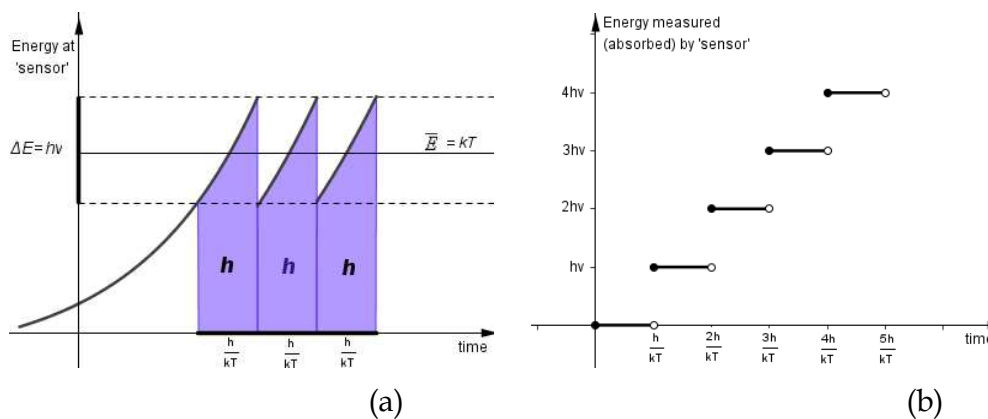 Energy at
'sensor'
ΔE=hν
E̅ = kT
h h h
h/kT h/kT h/kT
time
(a)
Energy measured
(absorbed) by 'sensor'
4hν
3hν
2hν
hν
h/kT 2h/kT 3h/kT 4h/kT 5h/kT
time
(b)